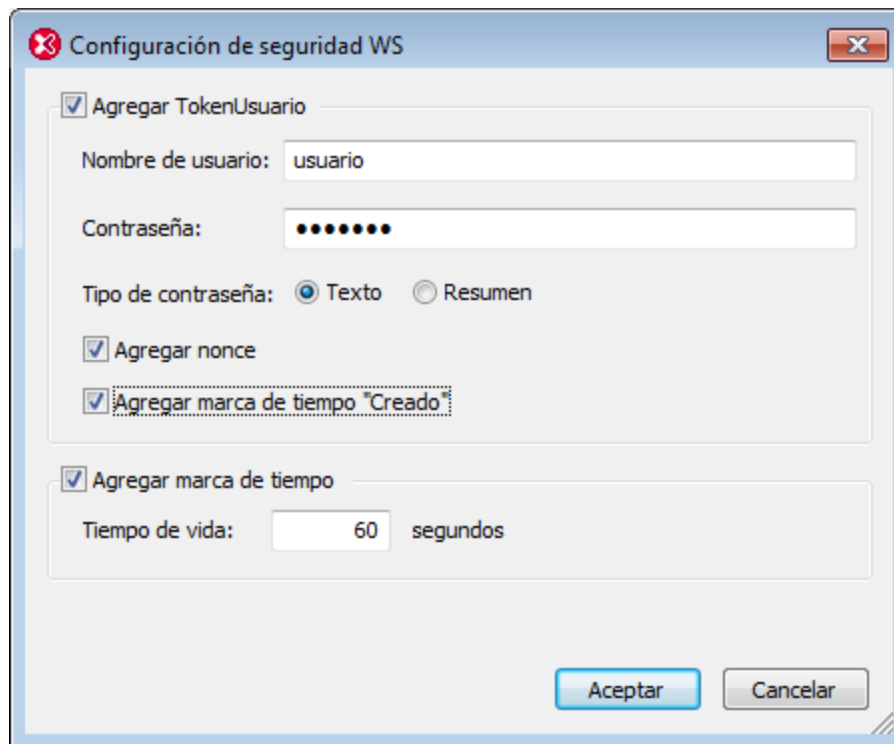 Configuración de seguridad WS
Agregar TokenUsuario
Nombre de usuario: usuario
Contraseña: •••••••
Tipo de contraseña: Texto Resumen
Agregar nonce
Agregar marca de tiempo "Creado"
Agregar marca de tiempo
Tiempo de vida: 60 segundos
Aceptar Cancelar